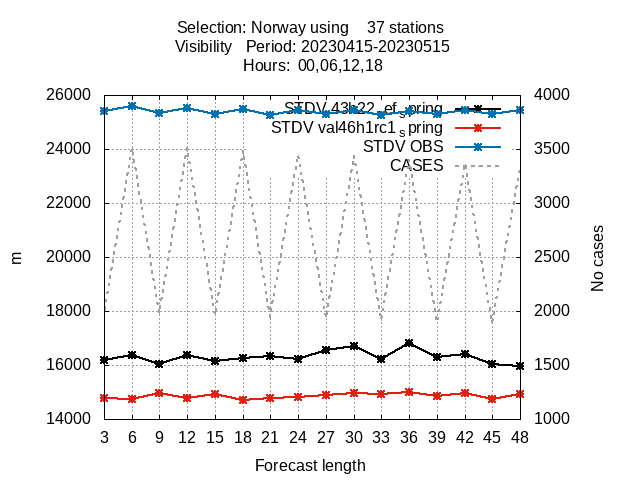 Selection: Norway using 37 stations
Visibility Period: 20230415-20230515
Hours: 00,06,12,18
26000
24000
22000
20000
18000
16000
14000
m
4000
3500
3000
2500
2000
1500
1000
No cases
STDV 43h22_ef_spring
STDV val46h1rc1_spring
STDV OBS
CASES
3 6 9 12 15 18 21 24 27 30 33 36 39 42 45 48
Forecast length